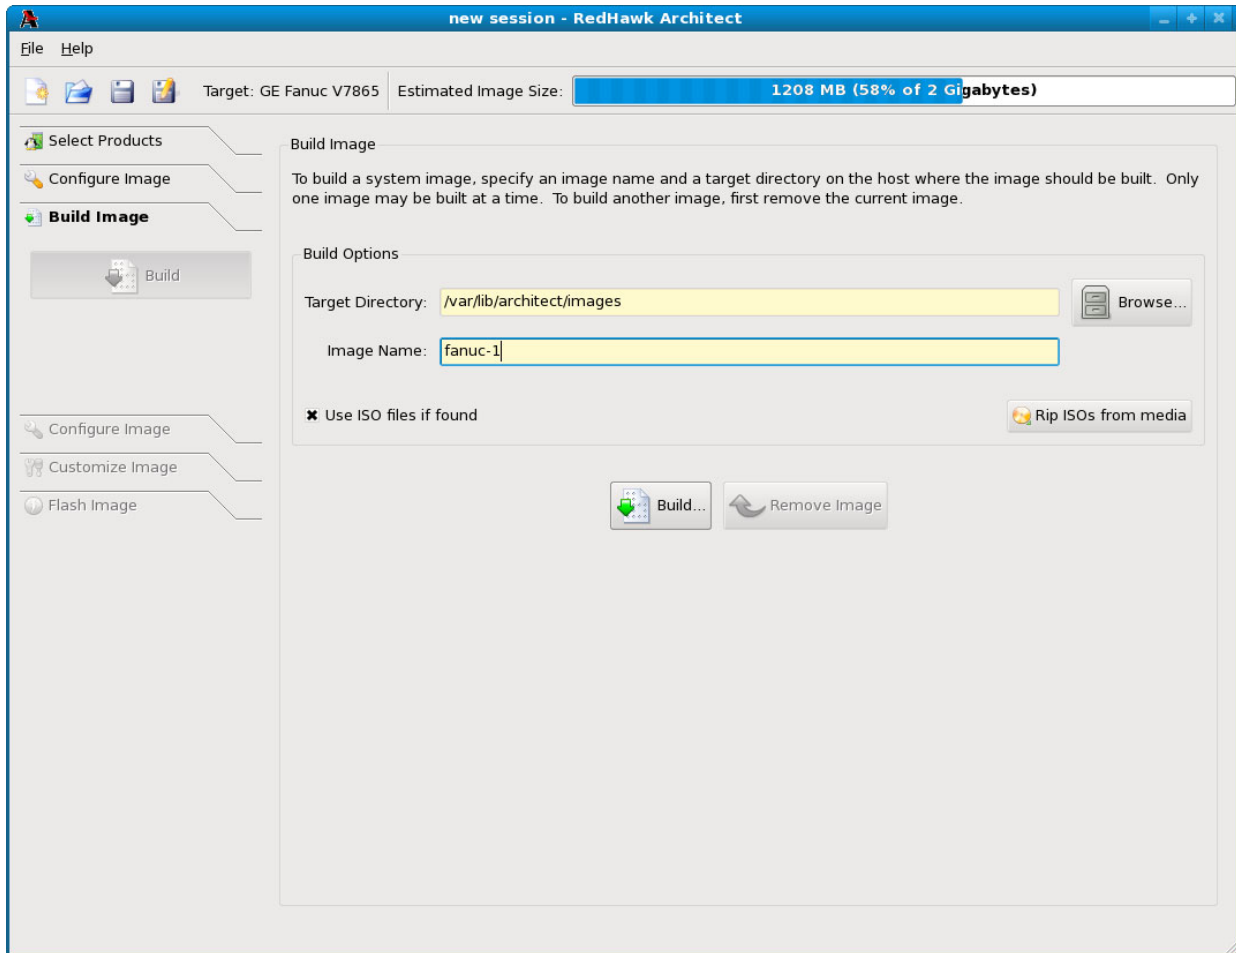 new session - RedHawk Architect
File Help
Target: GE Fanuc V7865 Estimated Image Size: 1208 MB (58% of 2 Gigabytes)
Select Products
Configure Image
Build Image
Build
Configure Image
Customize Image
Flash Image
Build Image
To build a system image, specify an image name and a target directory on the host where the image should be built. Only
one image may be built at a time. To build another image, first remove the current image.
Build Options
Target Directory: /var/lib/architect/images Browse...
Image Name: fanuc-1
Use ISO files if found Rip ISOs from media
Build... Remove Image